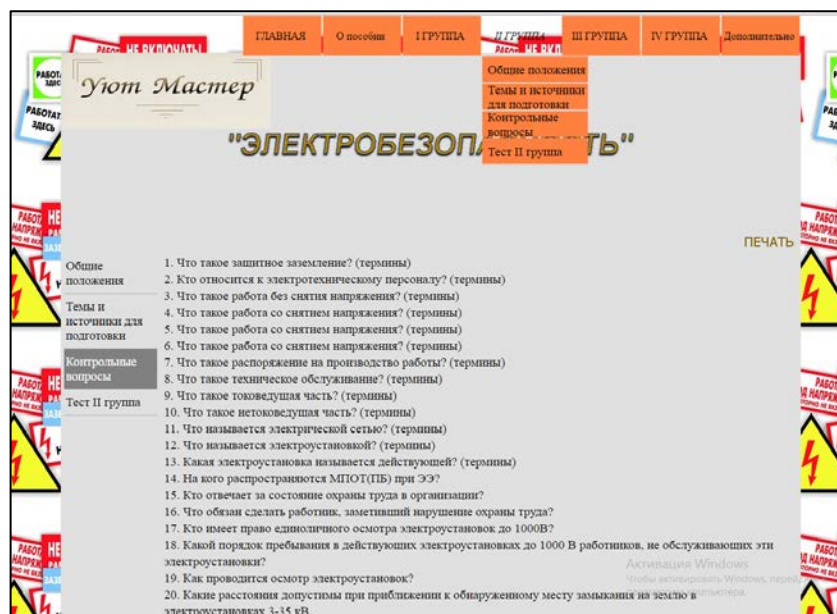 ГЛАВНАЯ
О пособии
I ГРУППА
II ГРУППА
III ГРУППА
IV ГРУППА
Дополнительно
Уют Мастер
Общие положения
Темы и источники
для подготовки
Контрольные
вопросы
Тест II группа
ПЕЧАТЬ
Общие
положения
Темы и
источники для
подготовки
Контрольные
вопросы
Тест II группа
1. Что такое защитное заземление? (термины)
2. Кто относится к электротехническому персоналу? (термины)
3. Что такое работа без снятия напряжения? (термины)
4. Что такое работа со снятием напряжения? (термины)
5. Что такое работа со снятием напряжения? (термины)
6. Что такое работа со снятием напряжения? (термины)
7. Что такое распоряжение на производство работы? (термины)
8. Что такое техническое обслуживание? (термины)
9. Что такое токоведущая часть? (термины)
10. Что такое нетоковедущая часть? (термины)
11. Что называется электрической сетью? (термины)
12. Что называется электроустановкой? (термины)
13. Какая электроустановка называется действующей? (термины)
14. На кого распространяются МПОТ(ПБ) при ЭЭ?
15. Кто отвечает за состояние охраны труда в организации?
16. Что обязан сделать работник, заметивший нарушение охраны труда?
17. Кто имеет право единоличного осмотра электроустановок до 1000В?
18. Какой порядок пребывания в действующих электроустановках до 1000 В работников, не обслуживающих эти
электроустановки?
19. Как проводится осмотр электроустановок?
20. Какие расстояния допустимы при приближении к обнаруженному месту замыкания на землю в
электроустановках 3-35 кВ
Активация Windows